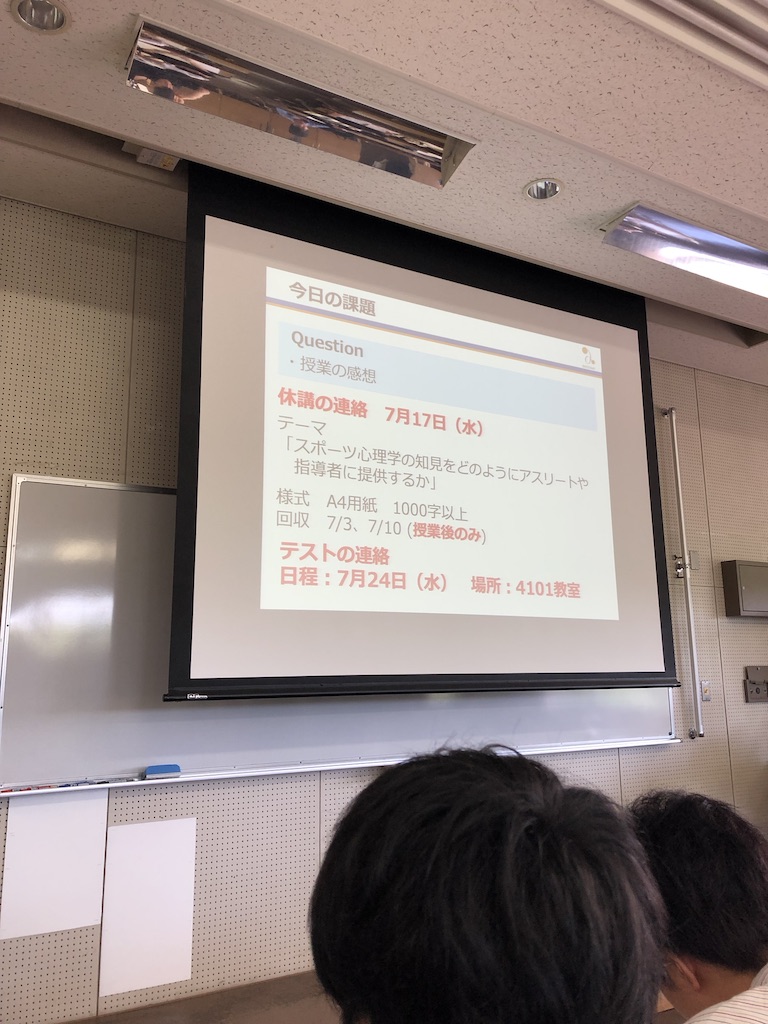 今日の課題
Question
・授業の感想
休講の連絡 7月17日（水）
テーマ
「スポーツ心理学の知見をどのようにアスリートや
指導者に提供するか」
様式 A4用紙 1000字以上
回収 7/3、7/10 (授業後のみ)
テストの連絡
日程：7月24日（水） 場所：4101教室